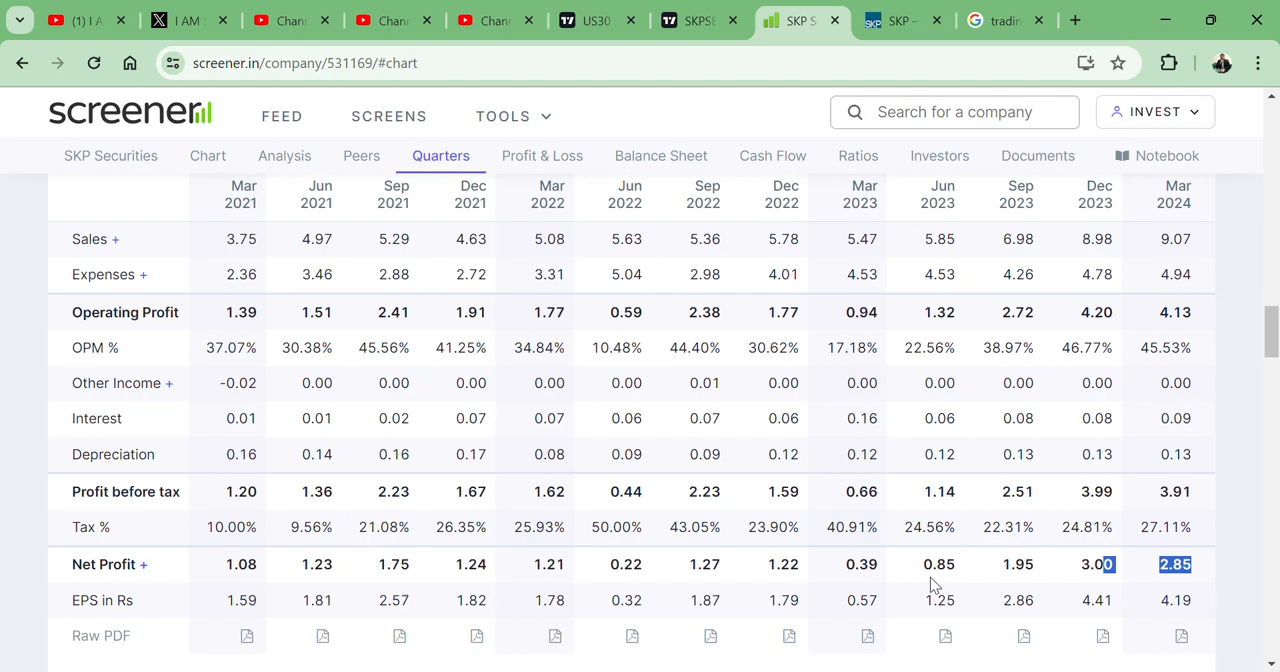 (1) I A
I AM
Chan
Chan
Chan
US30
SKPSE
SKP S
SKP –
tradin
screener.in/company/531169/#chart
screener FEED SCREENS TOOLS Search for a company INVEST
SKP Securities Chart Analysis Peers Quarters Profit & Loss Balance Sheet Cash Flow Ratios Investors Documents Notebook
Mar Jun Sep Dec Mar Jun Sep Dec Mar Jun Sep Dec Mar
2021 2021 2021 2021 2022 2022 2022 2022 2023 2023 2023 2023 2024
Sales + 3.75 4.97 5.29 4.63 5.08 5.63 5.36 5.78 5.47 5.85 6.98 8.98 9.07
Expenses + 2.36 3.46 2.88 2.72 3.31 5.04 2.98 4.01 4.53 4.53 4.26 4.78 4.94
Operating Profit 1.39 1.51 2.41 1.91 1.77 0.59 2.38 1.77 0.94 1.32 2.72 4.20 4.13
OPM % 37.07% 30.38% 45.56% 41.25% 34.84% 10.48% 44.40% 30.62% 17.18% 22.56% 38.97% 46.77% 45.53%
Other Income + -0.02 0.00 0.00 0.00 0.00 0.00 0.01 0.00 0.00 0.00 0.00 0.00 0.00
Interest 0.01 0.01 0.02 0.07 0.07 0.06 0.07 0.06 0.16 0.06 0.08 0.08 0.09
Depreciation 0.16 0.14 0.16 0.17 0.08 0.09 0.09 0.12 0.12 0.12 0.13 0.13 0.13
Profit before tax 1.20 1.36 2.23 1.67 1.62 0.44 2.23 1.59 0.66 1.14 2.51 3.99 3.91
Tax % 10.00% 9.56% 21.08% 26.35% 25.93% 50.00% 43.05% 23.90% 40.91% 24.56% 22.31% 24.81% 27.11%
Net Profit + 1.08 1.23 1.75 1.24 1.21 0.22 1.27 1.22 0.39 0.85 1.95 3.00 2.85
EPS in Rs 1.59 1.81 2.57 1.82 1.78 0.32 1.87 1.79 0.57 1.25 2.86 4.41 4.19
Raw PDF